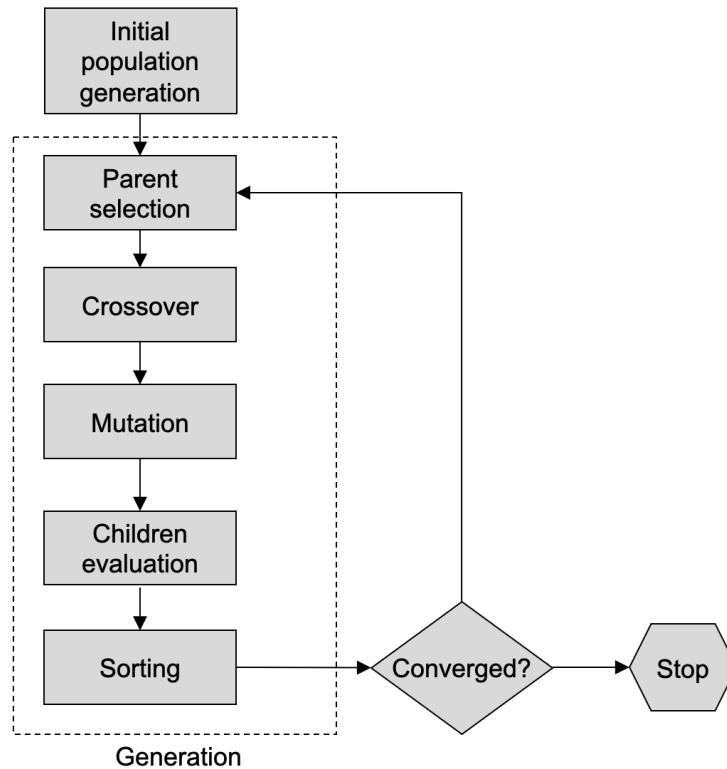 Initial
population
generation
Parent
selection
Crossover
Mutation
Children
evaluation
Sorting
Converged?
Stop
Generation